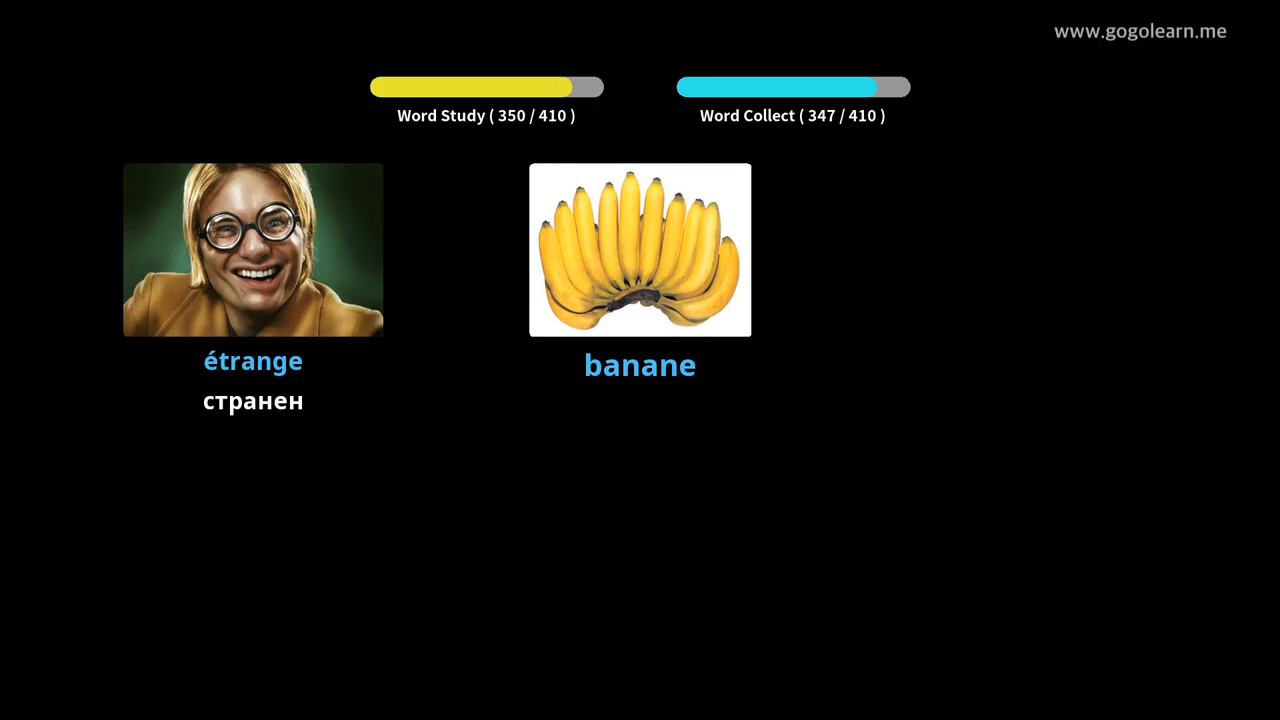 www.gogolearn.me
Word Study ( 350 / 410 )
Word Collect ( 347 / 410 )
étrange
странен
banane